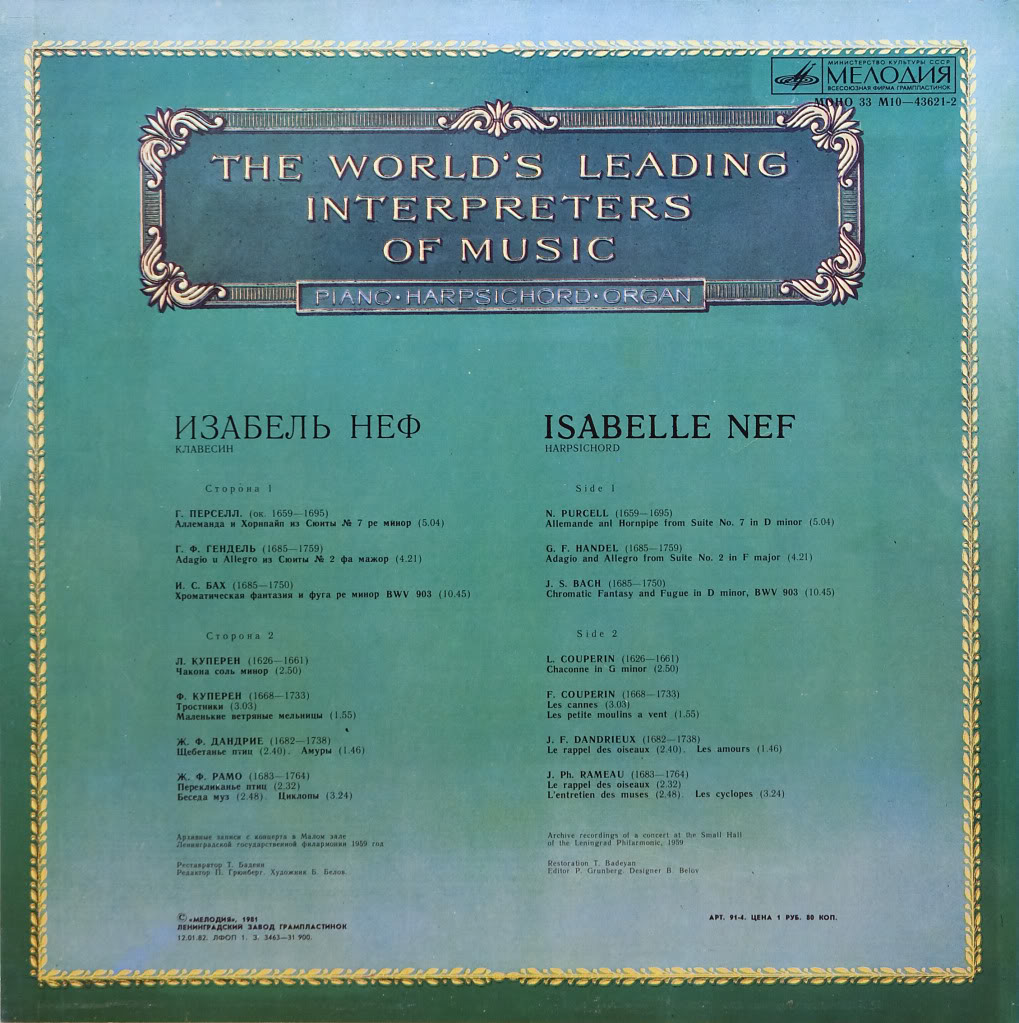 МИНИСТЕРСТВО КУЛЬТУРЫ СССР
МЕЛОДИЯ
ВСЕСОЮЗНАЯ ФИРМА ГРАМПЛАСТИНОК
МОНО 33 М10—43621-2
THE WORLD'S LEADING
INTERPRETERS
OF MUSIC
PIANO·HARPSICHORD·ORGAN
ИЗАБЕЛЬ НЕФ
КЛАВЕСИН
Сторона 1
Г. ПЕРСЕЛЛ. (ок. 1659—1695)
Аллеманда и Хорнпайп из Сюиты № 7 ре минор (5.04)
Г. Ф. ГЕНДЕЛЬ (1685—1759)
Adagio и Allegro из Сюиты № 2 фа мажор (4.21)
И. С. БАХ (1685—1750)
Хроматическая фантазия и фуга ре минор BWV 903 (10.45)
Сторона 2
Л. КУПЕРЕН (1626—1661)
Чакона соль минор (2.50)
Ф. КУПЕРЕН (1668—1733)
Тростники (3.03)
Маленькие ветряные мельницы (1.55)
Ж. Ф. ДАНДРИЕ (1682—1738)
Щебетанье птиц (2.40). Амуры (1.46)
Ж. Ф. РАМО (1683—1764)
Перекликанье птиц (2.32)
Беседа муз (2.48). Циклопы (3.24)
Архивные записи с концерта в Малом зале
Ленинградской государственной филармонии 1959 год
Реставратор Т. Бадеян
Редактор П. Грюнберг. Художник Б. Белов.
© «МЕЛОДИЯ», 1981
ЛЕНИНГРАДСКИЙ ЗАВОД ГРАМПЛАСТИНОК
12.01.82. ЛФОП 1. З. 3463—31 900.
ISABELLE NEF
HARPSICHORD
Side 1
N. PURCELL (1659—1695)
Allemande anl Hornpipe from Suite No. 7 in D minor (5.04)
G. F. HANDEL (1685—1759)
Adagio and Allegro from Suite No. 2 in F major (4.21)
J. S. BACH (1685—1750)
Chromatic Fantasy and Fugue in D minor, BWV 903 (10.45)
Side 2
L. COUPERIN (1626—1661)
Chaconne in G minor (2.50)
F. COUPERIN (1668—1733)
Les cannes (3.03)
Les petite moulins a vent (1.55)
J. F. DANDRIEUX (1682—1738)
Le rappel des oiseaux (2.40). Les amours (1.46)
J. Ph. RAMEAU (1683—1764)
Le rappel des oiseaux (2.32)
L'entretien des muses (2.48). Les cyclopes (3.24)
Archive recordings of a concert at the Small Hall
of the Leningrad Philarmonic, 1959
Restoration T. Badeyan
Editor P. Grunberg. Designer B. Belov
АРТ. 91-4. ЦЕНА 1 РУБ. 80 КОП.